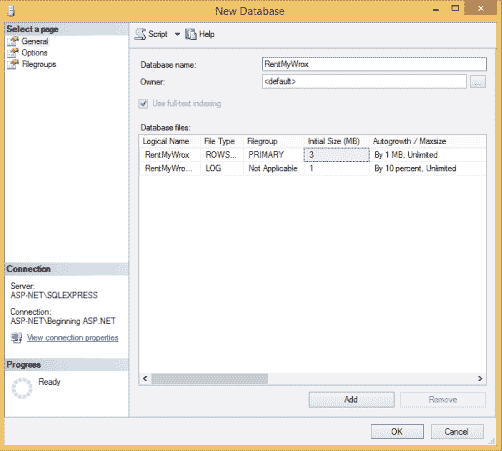 New Database
Select a page
General
Options
Filegroups
Script
Help
Database name:
RentMyWrox
Owner:
<default>
...
Use full-text indexing
Database files:
Logical Name File Type Filegroup Initial Size (MB) Autogrowth / Maxsize
RentMyWrox ROWS... PRIMARY 3 By 1 MB, Unlimited
RentMyWro... LOG Not Applicable 1 By 10 percent, Unlimited
Connection
Server:
ASP-NET\SQLEXPRESS
Connection:
ASP-NET\Beginning ASP.NET
View connection properties
Progress
Ready
Add Remove
OK Cancel